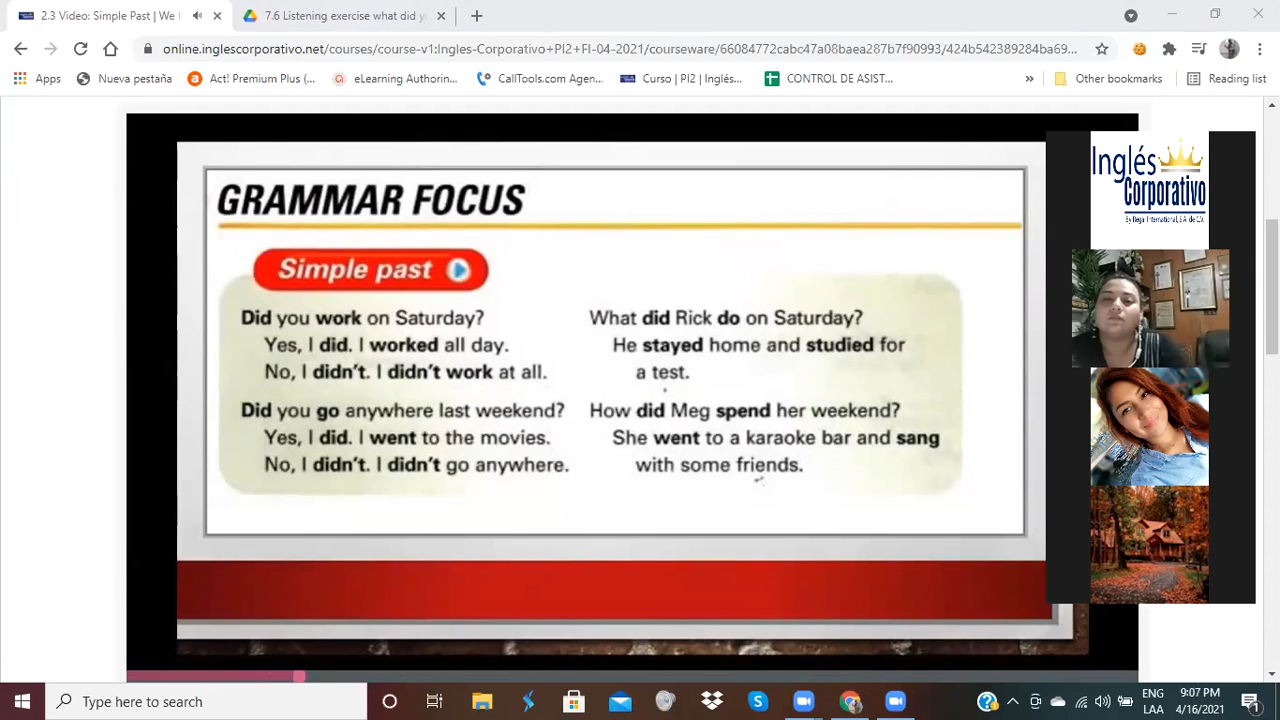 2.3 Video: Simple Past | We
7.6 Listening exercise what did y
online.inglescorporativo.net/courses/course-v1:Ingles-Corporativo+PI2+FI-04-2021/courseware/66084772cabc47a08baea287b7f90993/424b542389284ba69...
Apps
Nueva pestaña
Act! Premium Plus (...
eLearning Authorin...
CallTools.com Agen...
Curso | PI2 | Inglés...
CONTROL DE ASIST...
»
Other bookmarks
Reading list
GRAMMAR FOCUS
Simple past
Did you work on Saturday?
Yes, I did. I worked all day.
No, I didn't. I didn't work at all.
Did you go anywhere last weekend?
Yes, I did. I went to the movies.
No, I didn't. I didn't go anywhere.
What did Rick do on Saturday?
He stayed home and studied for
a test.
How did Meg spend her weekend?
She went to a karaoke bar and sang
with some friends.
Inglés
Corporativo
By Regal International, S.A. de C.V.
Type here to search
ENG
LAA
9:07 PM
4/16/2021